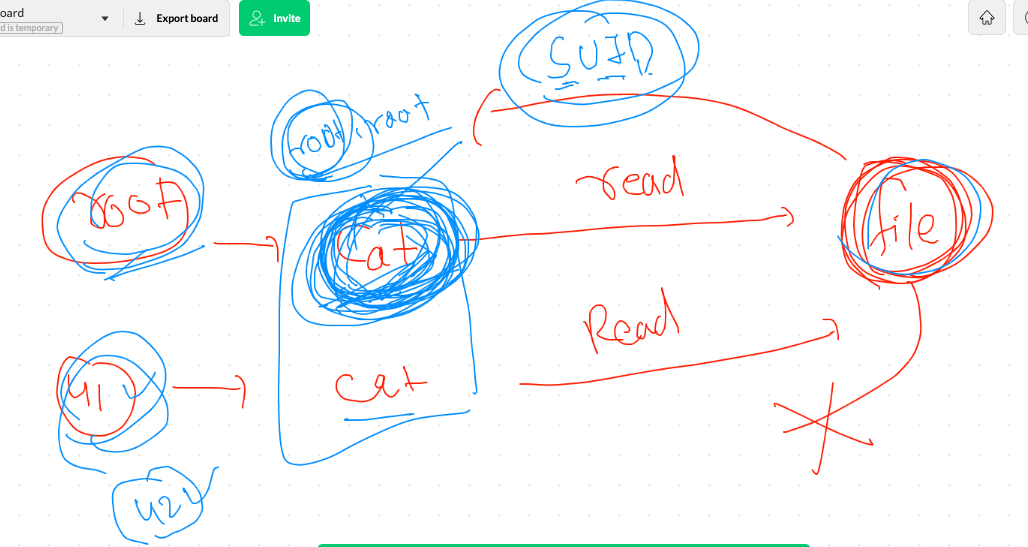 oard
d is temporary
Export board
Invite
SUID
root: root
root
read
cat
file
Read
U1
cat
U2